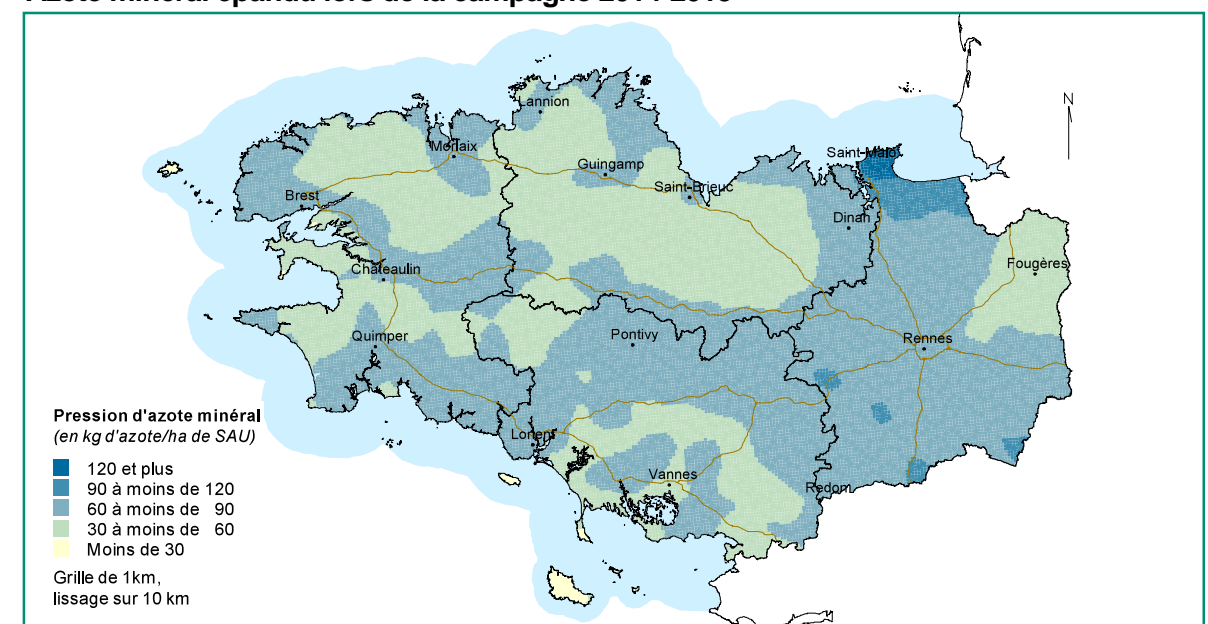 N
Lannion
Morlaix
Guingamp
Saint-Malo
Saint-Brieuc
Brest
Dinan
Châteaulin
Fougères
Quimper
Pontivy
Rennes
Lorient
Vannes
Redon
Pression d'azote minéral
(en kg d'azote/ha de SAU)
120 et plus
90 à moins de 120
60 à moins de 90
30 à moins de 60
Moins de 30
Grille de 1km,
lissage sur 10 km